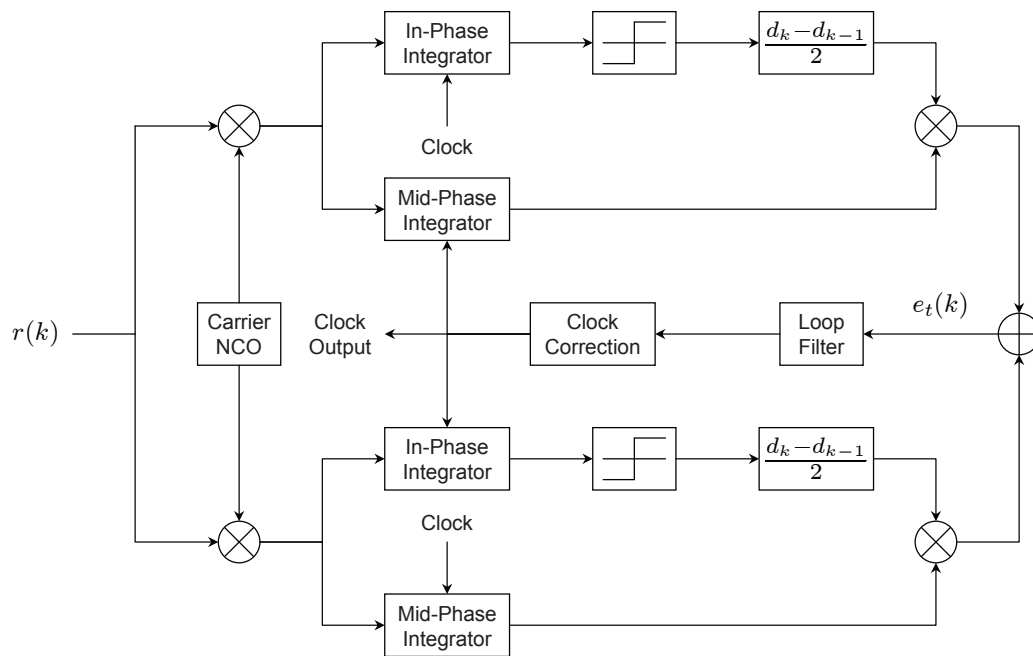 In-Phase
Integrator
d_k − d_{k−1}
2
Clock
Mid-Phase
Integrator
r(k)
Carrier
NCO
Clock
Output
Clock
Correction
Loop
Filter
e_t(k)
In-Phase
Integrator
d_k − d_{k−1}
2
Clock
Mid-Phase
Integrator